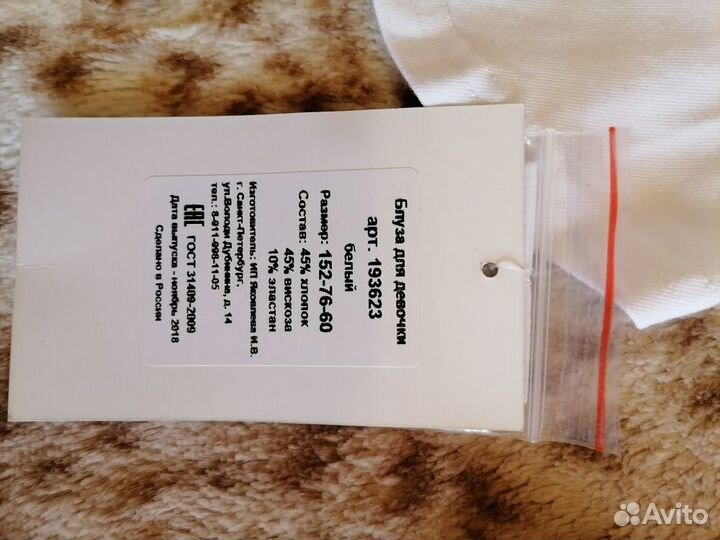 Блуза для девочки
арт. 193623
белый
Размер: 152-76-60
Состав: 45% хлопок
45% вискоза
10% эластан
Изготовитель: ИП Яковлева И.В.
г. Санкт-Петербург,
ул.Володи Дубинина, д. 14
тел.: 8-911-998-11-05
ЕАС ГОСТ 31409-2009
Дата выпуска - ноябрь 2018
Сделано в России
Avito